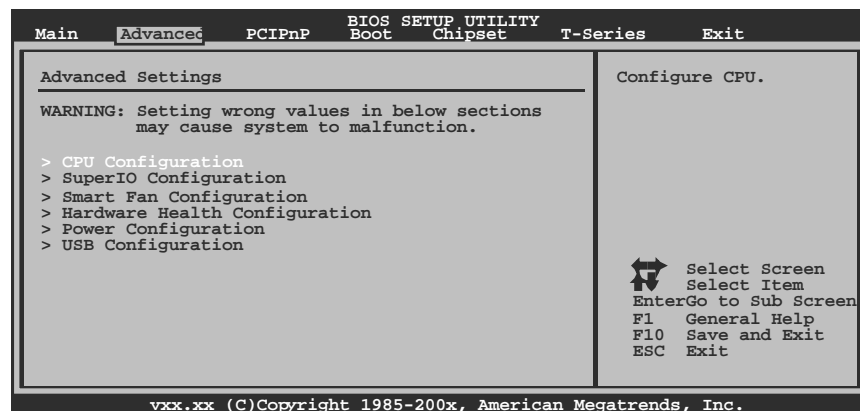 BIOS SETUP UTILITY
Main Advanced PCIPnP Boot Chipset T-Series Exit
Advanced Settings
WARNING: Setting wrong values in below sections
may cause system to malfunction.
> CPU Configuration
> SuperIO Configuration
> Smart Fan Configuration
> Hardware Health Configuration
> Power Configuration
> USB Configuration
Configure CPU.
Select Screen
Select Item
EnterGo to Sub Screen
F1 General Help
F10 Save and Exit
ESC Exit
vxx.xx (C)Copyright 1985-200x, American Megatrends, Inc.